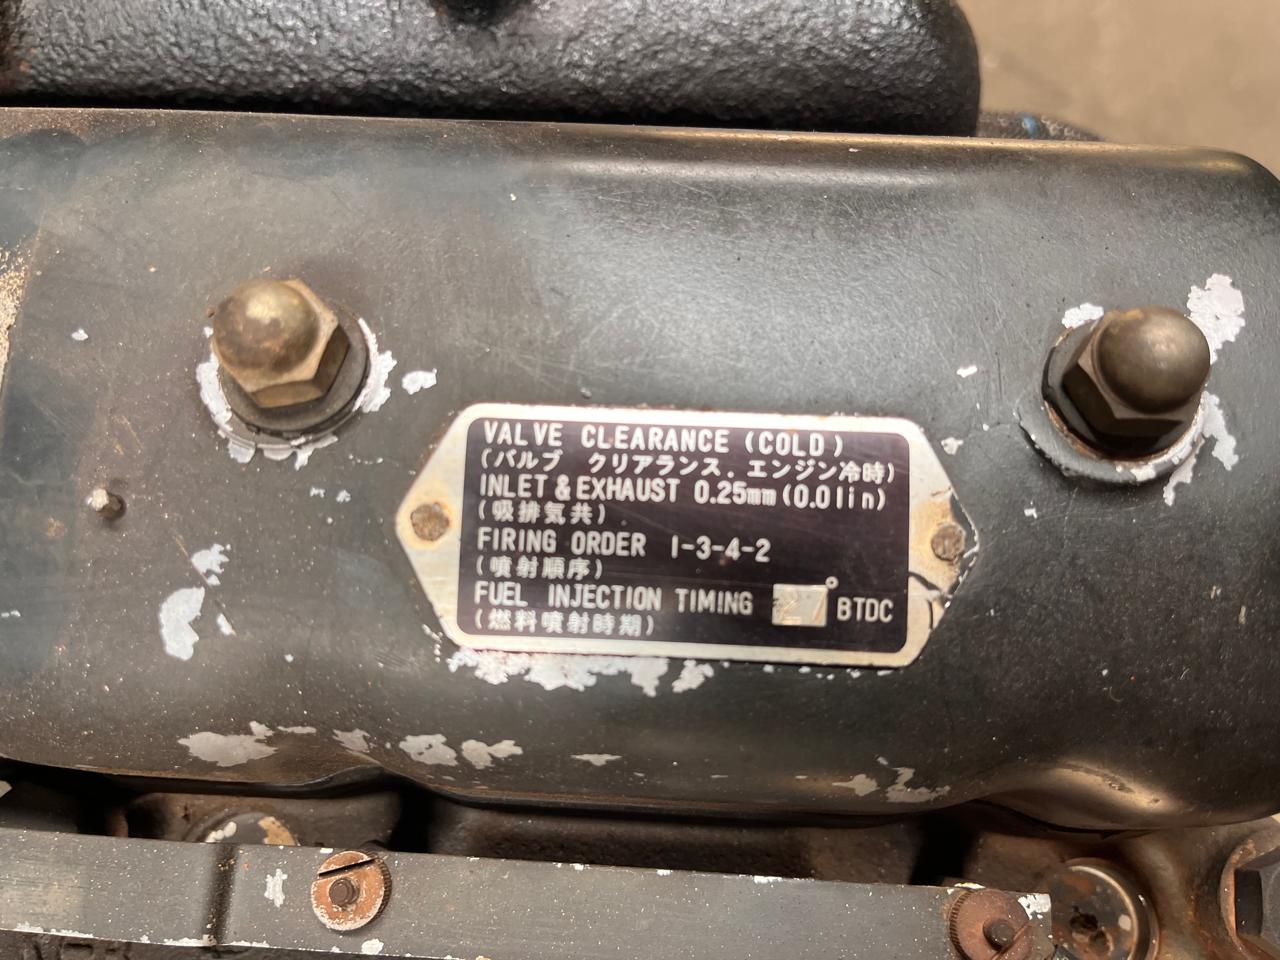 VALVE CLEARANCE (COLD)
(バルブ クリアランス．エンジン冷時)
INLET & EXHAUST 0.25mm (0.01in)
(吸排気共)
FIRING ORDER 1-3-4-2
(噴射順序)
FUEL INJECTION TIMING 27° BTDC
(燃料噴射時期)